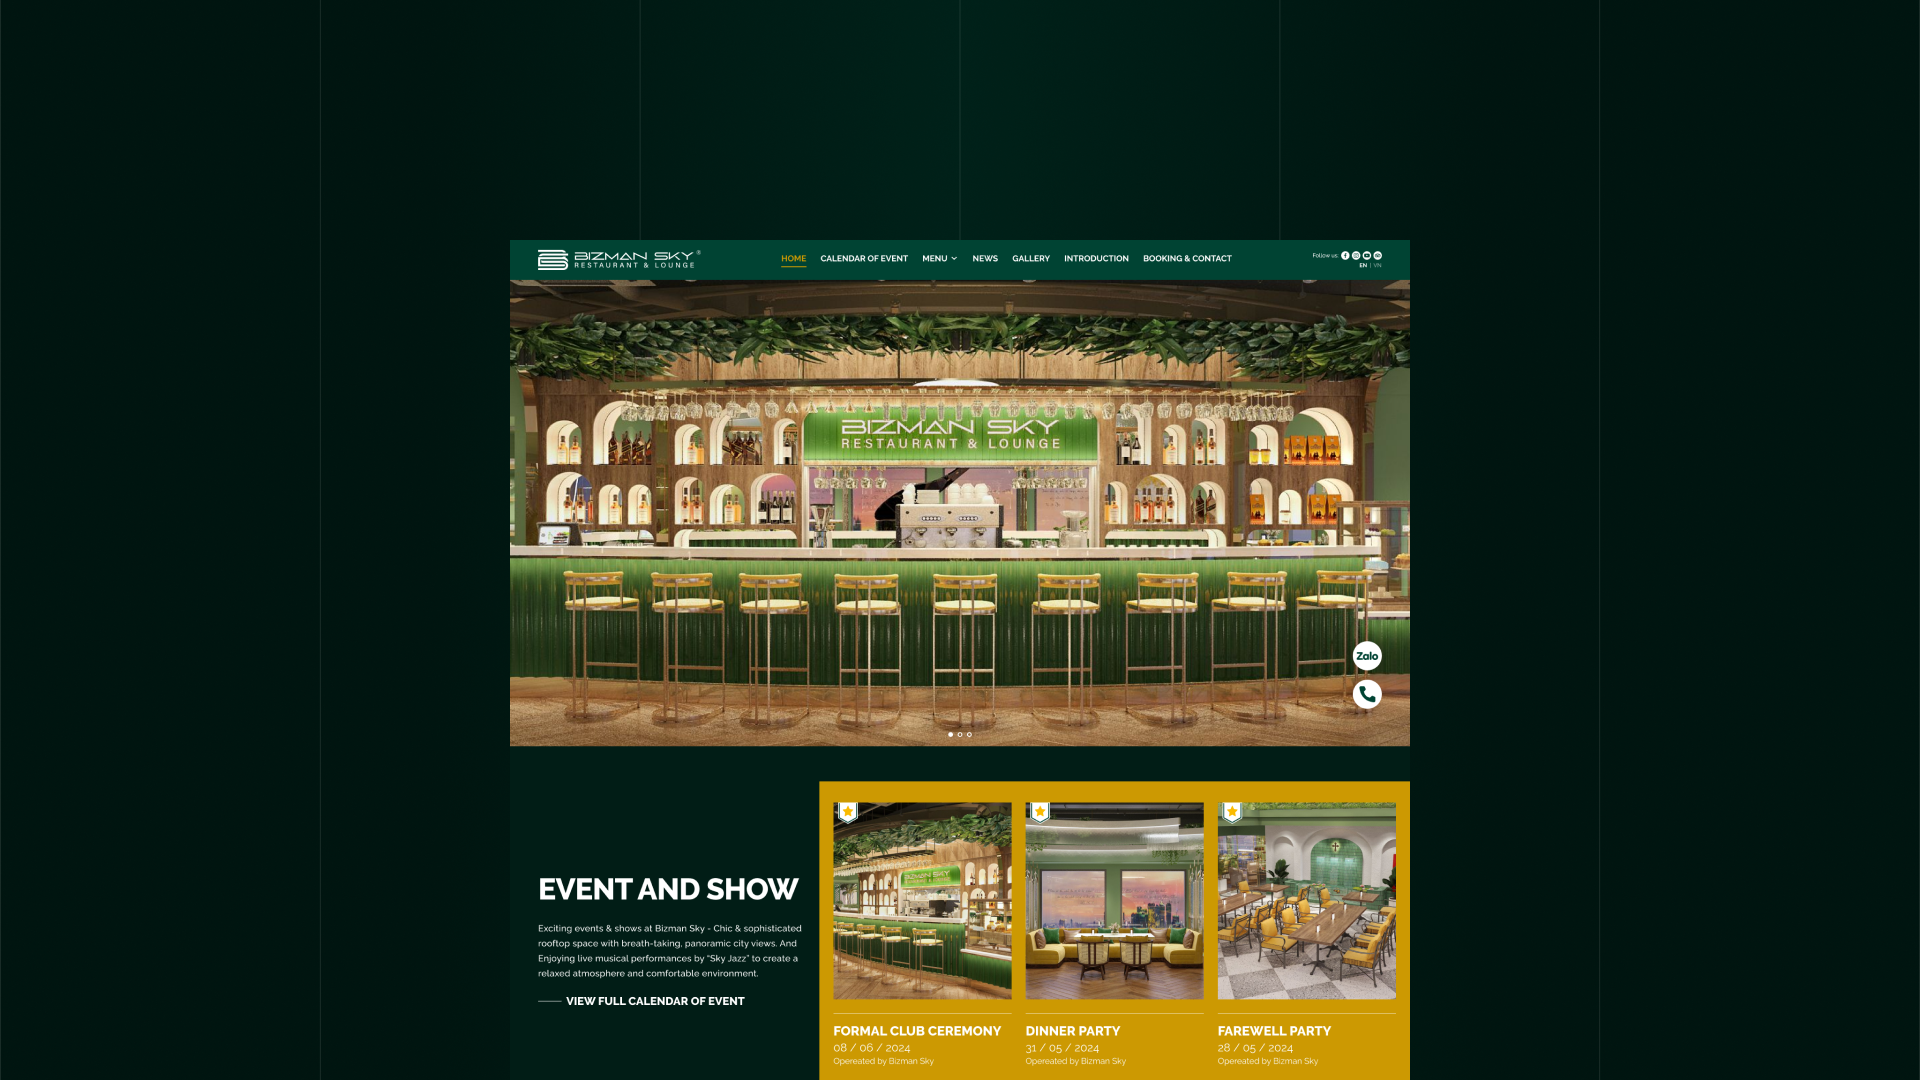 BIZMAN SKY ®
RESTAURANT & LOUNGE
HOME CALENDAR OF EVENT MENU NEWS GALLERY INTRODUCTION BOOKING & CONTACT
Follow us:
EN | VN
BIZMAN SKY
RESTAURANT & LOUNGE
Zalo
EVENT AND SHOW
Exciting events & shows at Bizman Sky - Chic & sophisticated
rooftop space with breath-taking, panoramic city views. And
Enjoying live musical performances by “Sky Jazz” to create a
relaxed atmosphere and comfortable environment.
VIEW FULL CALENDAR OF EVENT
BIZMAN SKY
FORMAL CLUB CEREMONY
08 / 06 / 2024
Opereated by Bizman Sky
DINNER PARTY
31 / 05 / 2024
Opereated by Bizman Sky
FAREWELL PARTY
28 / 05 / 2024
Opereated by Bizman Sky